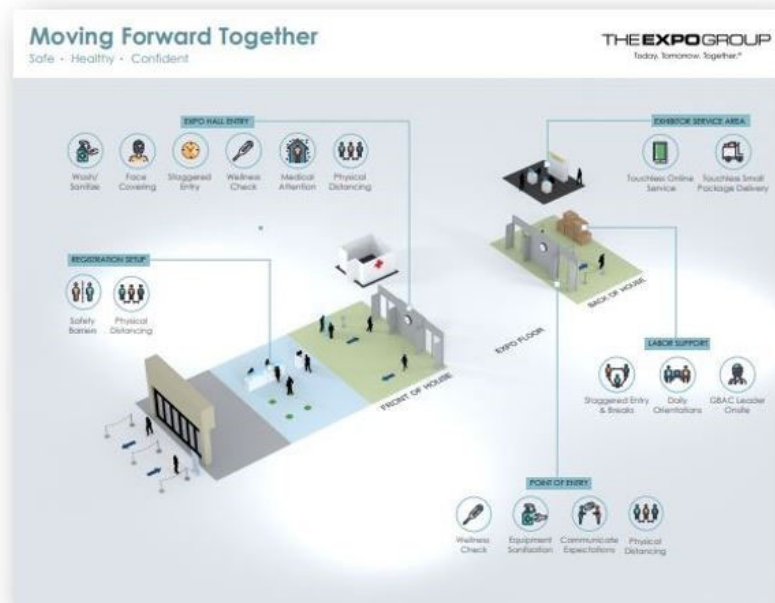 Moving Forward Together
Safe • Healthy • Confident
THE EXPO GROUP
Today. Tomorrow. Together.®
EXPO HALL ENTRY
Wash/
Sanitize
Face
Covering
Staggered
Entry
Wellness
Check
Medical
Attention
Physical
Distancing
EXHIBITOR SERVICE AREA
Touchless Online
Service
Touchless Small
Package Delivery
REGISTRATION SETUP
Safety
Barriers
Physical
Distancing
BACK OF HOUSE
EXPO FLOOR
FRONT OF HOUSE
LABOR SUPPORT
Staggered Entry
& Breaks
Daily
Orientations
GBAC Leader
Onsite
POINT OF ENTRY
Wellness
Check
Equipment
Sanitization
Communicate
Expectations
Physical
Distancing